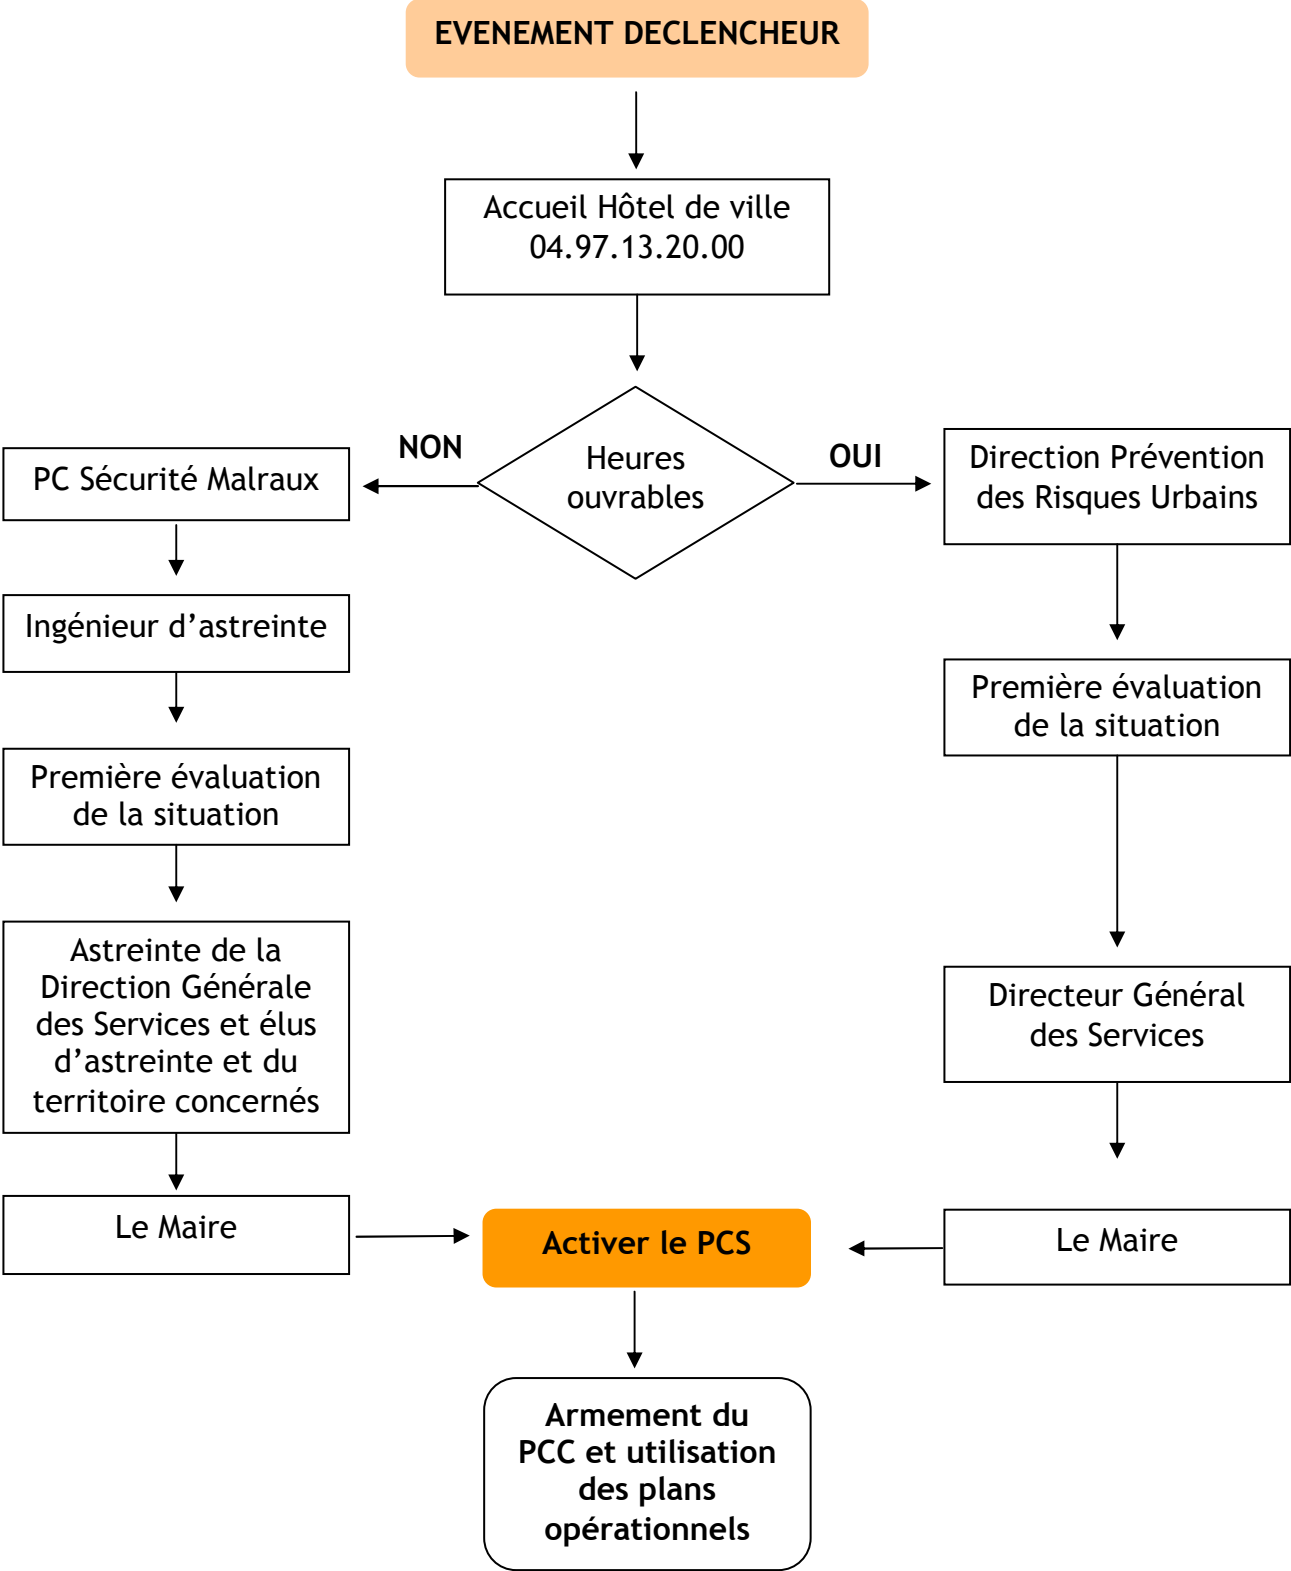 EVENEMENT DECLENCHEUR
Accueil Hôtel de ville
04.97.13.20.00
Heures
ouvrables
NON
OUI
PC Sécurité Malraux
Ingénieur d’astreinte
Première évaluation
de la situation
Astreinte de la
Direction Générale
des Services et élus
d’astreinte et du
territoire concernés
Le Maire
Direction Prévention
des Risques Urbains
Première évaluation
de la situation
Directeur Général
des Services
Le Maire
Activer le PCS
Armement du
PCC et utilisation
des plans
opérationnels